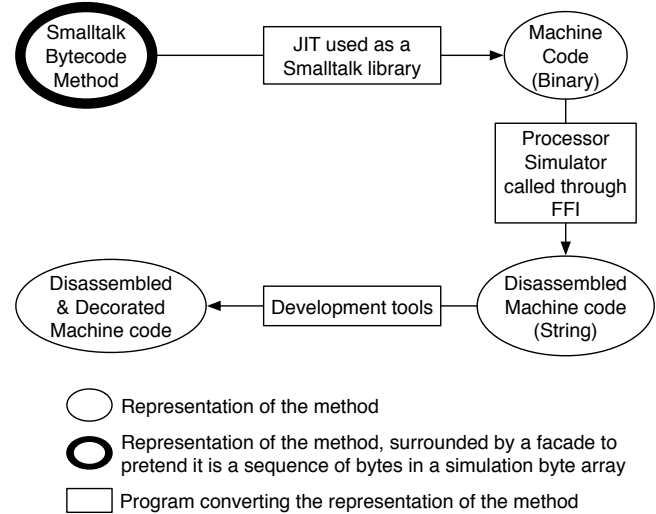 Smalltalk
Bytecode
Method
JIT used as a
Smalltalk library
Machine
Code
(Binary)
Processor
Simulator
called through
FFI
Disassembled
& Decorated
Machine code
Development tools
Disassembled
Machine code
(String)
Representation of the method
Representation of the method, surrounded by a facade to
pretend it is a sequence of bytes in a simulation byte array
Program converting the representation of the method